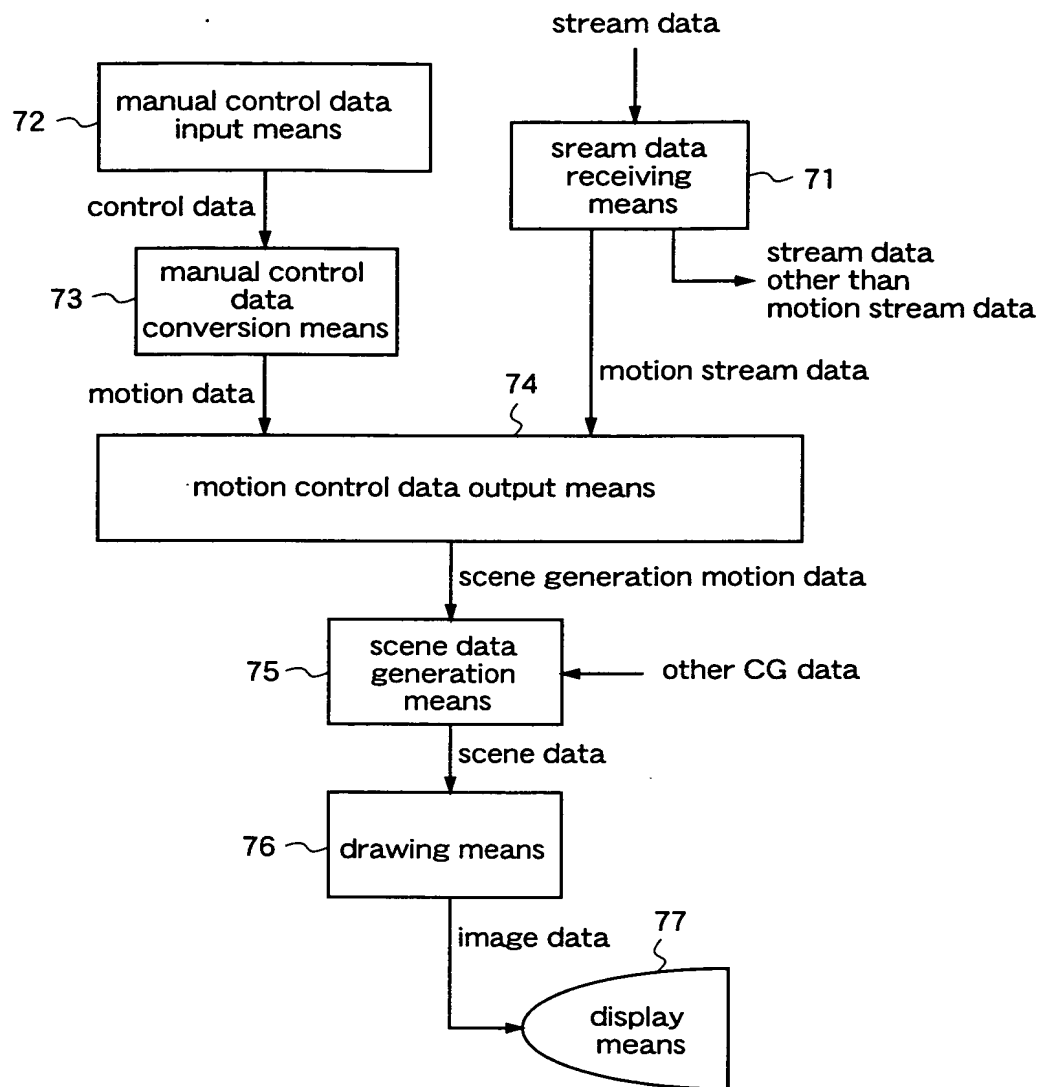 stream data
72
manual control data
input means
sream data
receiving
means
71
control data
stream data
other than
motion stream data
73
manual control
data
conversion means
motion data
74
motion stream data
motion control data output means
scene generation motion data
75
scene data
generation
means
other CG data
scene data
76
drawing means
image data
77
display
means